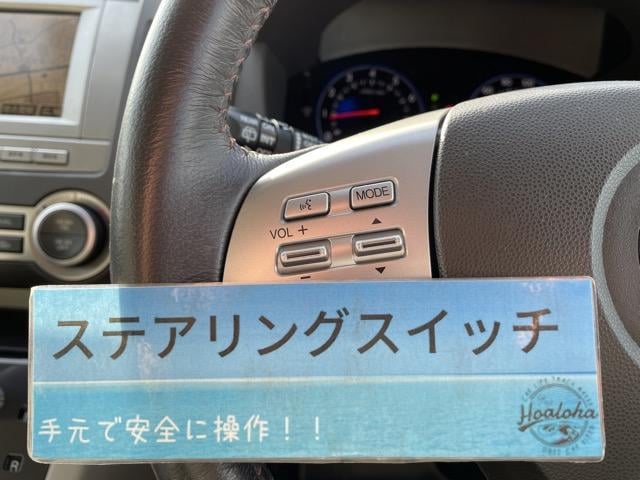 MODE
VOL +
-
ステアリングスイッチ
手元で安全に操作！！
Hoaloha
R